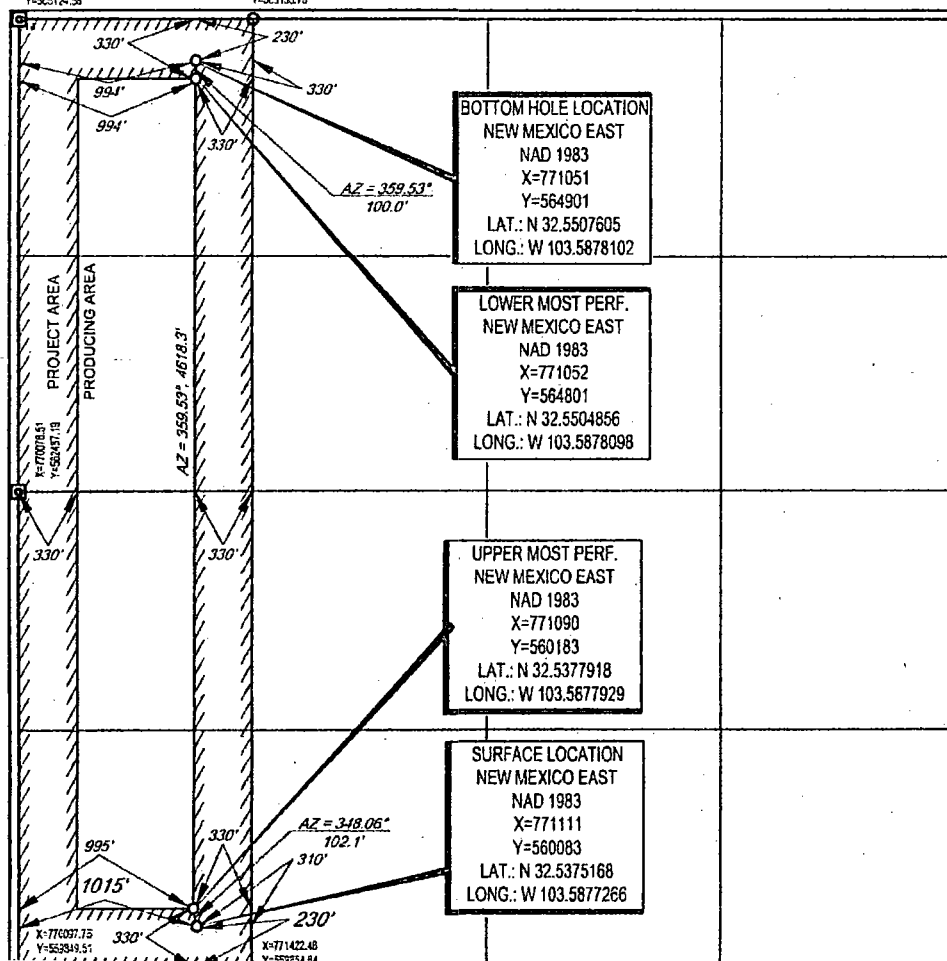 330'
230'
994'
994'
330'
330'
AZ = 359.53°
100.0'
BOTTOM HOLE LOCATION
NEW MEXICO EAST
NAD 1983
X=771051
Y=564901
LAT.: N 32.5507605
LONG.: W 103.5878102
LOWER MOST PERF.
NEW MEXICO EAST
NAD 1983
X=771052
Y=564801
LAT.: N 32.5504856
LONG.: W 103.5878098
PROJECT AREA
PRODUCING AREA
AZ = 359.53°, 4618.3'
X=770078.51
Y=562487.19
330'
330'
UPPER MOST PERF.
NEW MEXICO EAST
NAD 1983
X=771090
Y=560183
LAT.: N 32.5377918
LONG.: W 103.5877929
SURFACE LOCATION
NEW MEXICO EAST
NAD 1983
X=771111
Y=560083
LAT.: N 32.5375168
LONG.: W 103.5877266
AZ = 348.06°
102.1'
995'
330'
310'
1015'
230'
330'
X=770097.75
Y=559849.51
X=771422.48